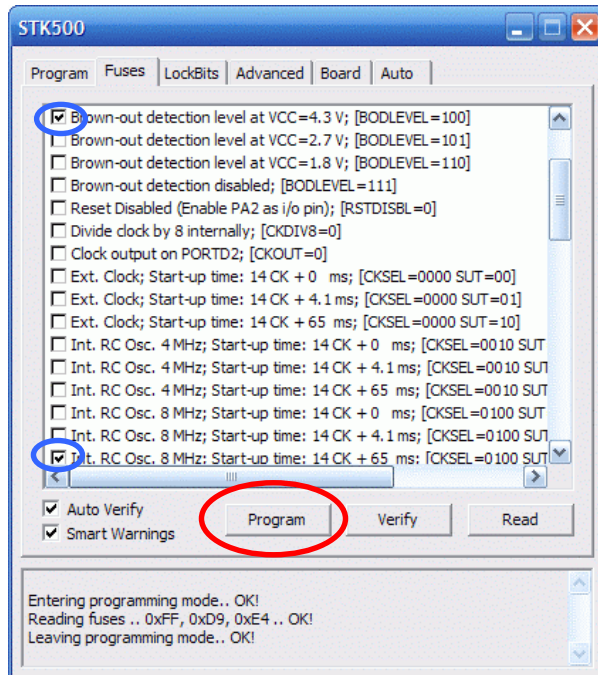 STK500
Program Fuses LockBits Advanced Board Auto
Brown-out detection level at VCC=4.3 V; [BODLEVEL=100]
Brown-out detection level at VCC=2.7 V; [BODLEVEL=101]
Brown-out detection level at VCC=1.8 V; [BODLEVEL=110]
Brown-out detection disabled; [BODLEVEL=111]
Reset Disabled (Enable PA2 as i/o pin); [RSTDISBL=0]
Divide clock by 8 internally; [CKDIV8=0]
Clock output on PORTD2; [CKOUT=0]
Ext. Clock; Start-up time: 14 CK + 0 ms; [CKSEL=0000 SUT=00]
Ext. Clock; Start-up time: 14 CK + 4.1 ms; [CKSEL=0000 SUT=01]
Ext. Clock; Start-up time: 14 CK + 65 ms; [CKSEL=0000 SUT=10]
Int. RC Osc. 4 MHz; Start-up time: 14 CK + 0 ms; [CKSEL=0010 SUT
Int. RC Osc. 4 MHz; Start-up time: 14 CK + 4.1 ms; [CKSEL=0010 SUT
Int. RC Osc. 4 MHz; Start-up time: 14 CK + 65 ms; [CKSEL=0010 SUT
Int. RC Osc. 8 MHz; Start-up time: 14 CK + 0 ms; [CKSEL=0100 SUT
Int. RC Osc. 8 MHz; Start-up time: 14 CK + 4.1 ms; [CKSEL=0100 SUT
Int. RC Osc. 8 MHz; Start-up time: 14 CK + 65 ms; [CKSEL=0100 SUT
Auto Verify
Smart Warnings
Program Verify Read
Entering programming mode.. OK!
Reading fuses .. 0xFF, 0xD9, 0xE4 .. OK!
Leaving programming mode.. OK!